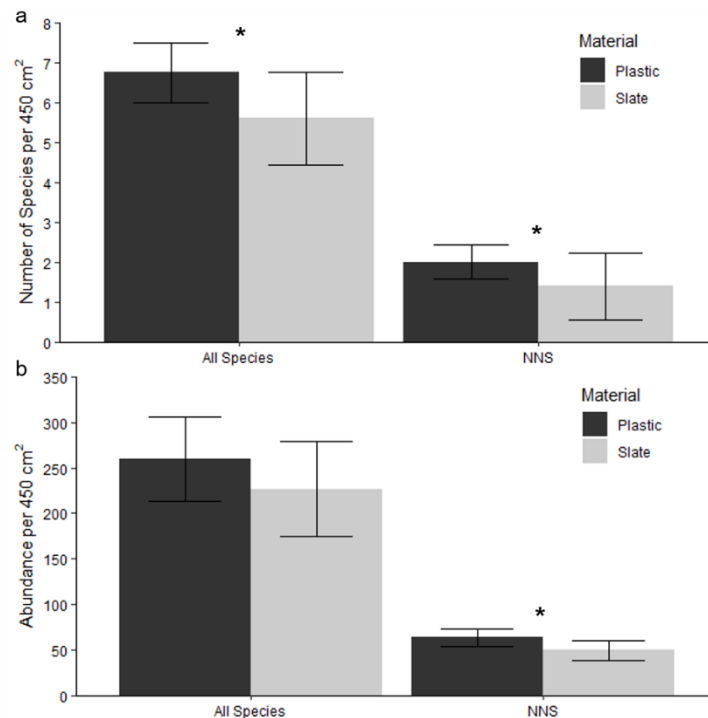 a
Number of Species per 450 cm²
8
7
6
5
4
3
2
1
0
*
*
Material
Plastic
Slate
All Species
NNS
b
Abundance per 450 cm²
350
300
250
200
150
100
50
0
*
Material
Plastic
Slate
All Species
NNS